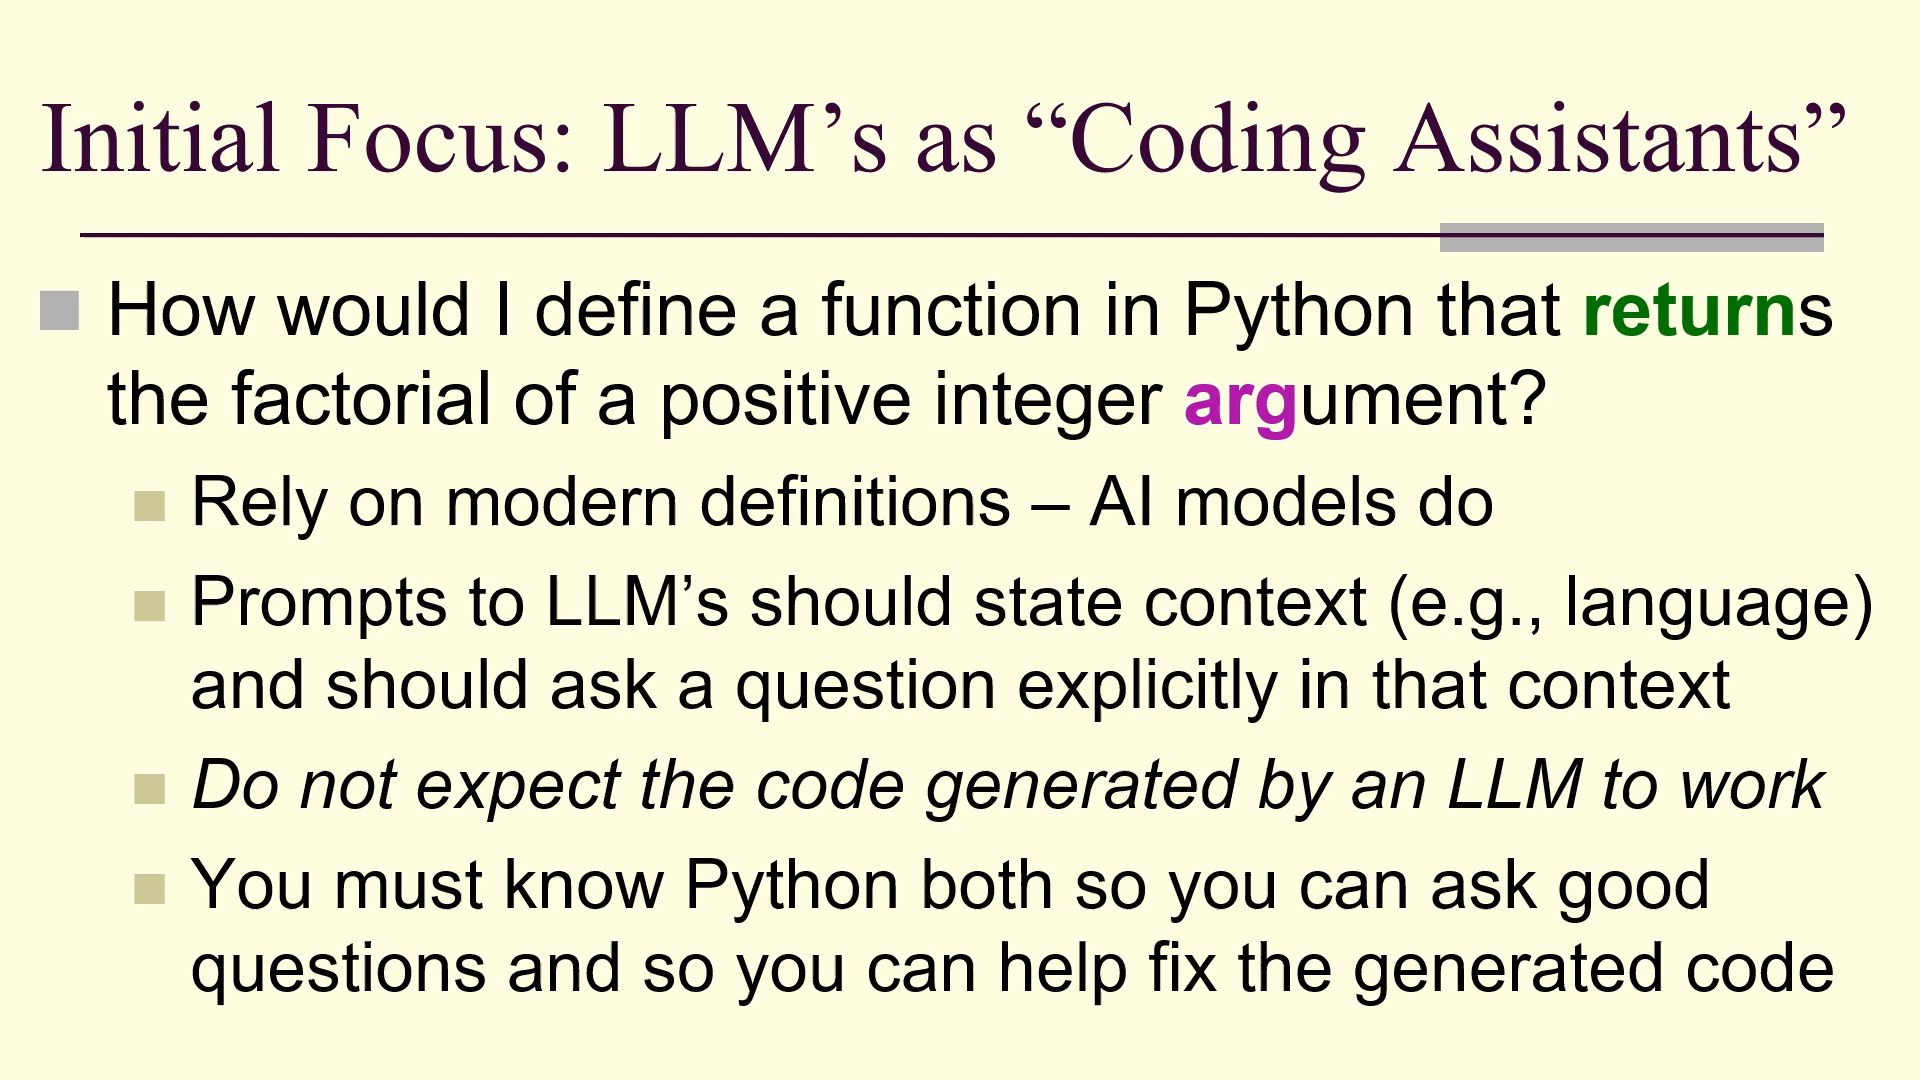 Initial Focus: LLM’s as “Coding Assistants”
How would I define a function in Python that returns
the factorial of a positive integer argument?
Rely on modern definitions – AI models do
Prompts to LLM’s should state context (e.g., language)
and should ask a question explicitly in that context
Do not expect the code generated by an LLM to work
You must know Python both so you can ask good
questions and so you can help fix the generated code